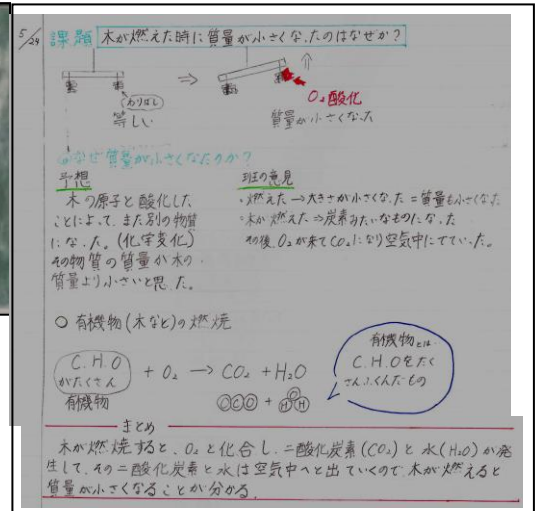 5/24
課題 木が燃えた時に質量が小さくなったのはなぜか?
わりばし
等しい
⇒
O₂酸化
質量が小さくなった
なぜ質量が小さくなたのか?
予想
木の原子と酸化した
ことによって、また別の物質
になった。(化学変化)
その物質の質量が木の
質量より小さいと思った。
班の意見
・燃えた→大きさが小さくなった=質量も小さくなった
・木が燃えた⇒炭素みたいなものになった
その後、O₂が来てCO₂になり空気中にでていった。
○ 有機物(木など)の燃焼
C.H.O
がたくさん
有機物
+ O₂ → CO₂ + H₂O
OCO + HOH
有機物とは
C.H.Oをたく
さんふくんだもの
まとめ
木が燃焼すると、O₂と化合し、二酸化炭素(CO₂)と水(H₂O)が発
生して、その二酸化炭素と水は空気中へと出ていくので、木が燃えると
質量が小さくなることが分かる。